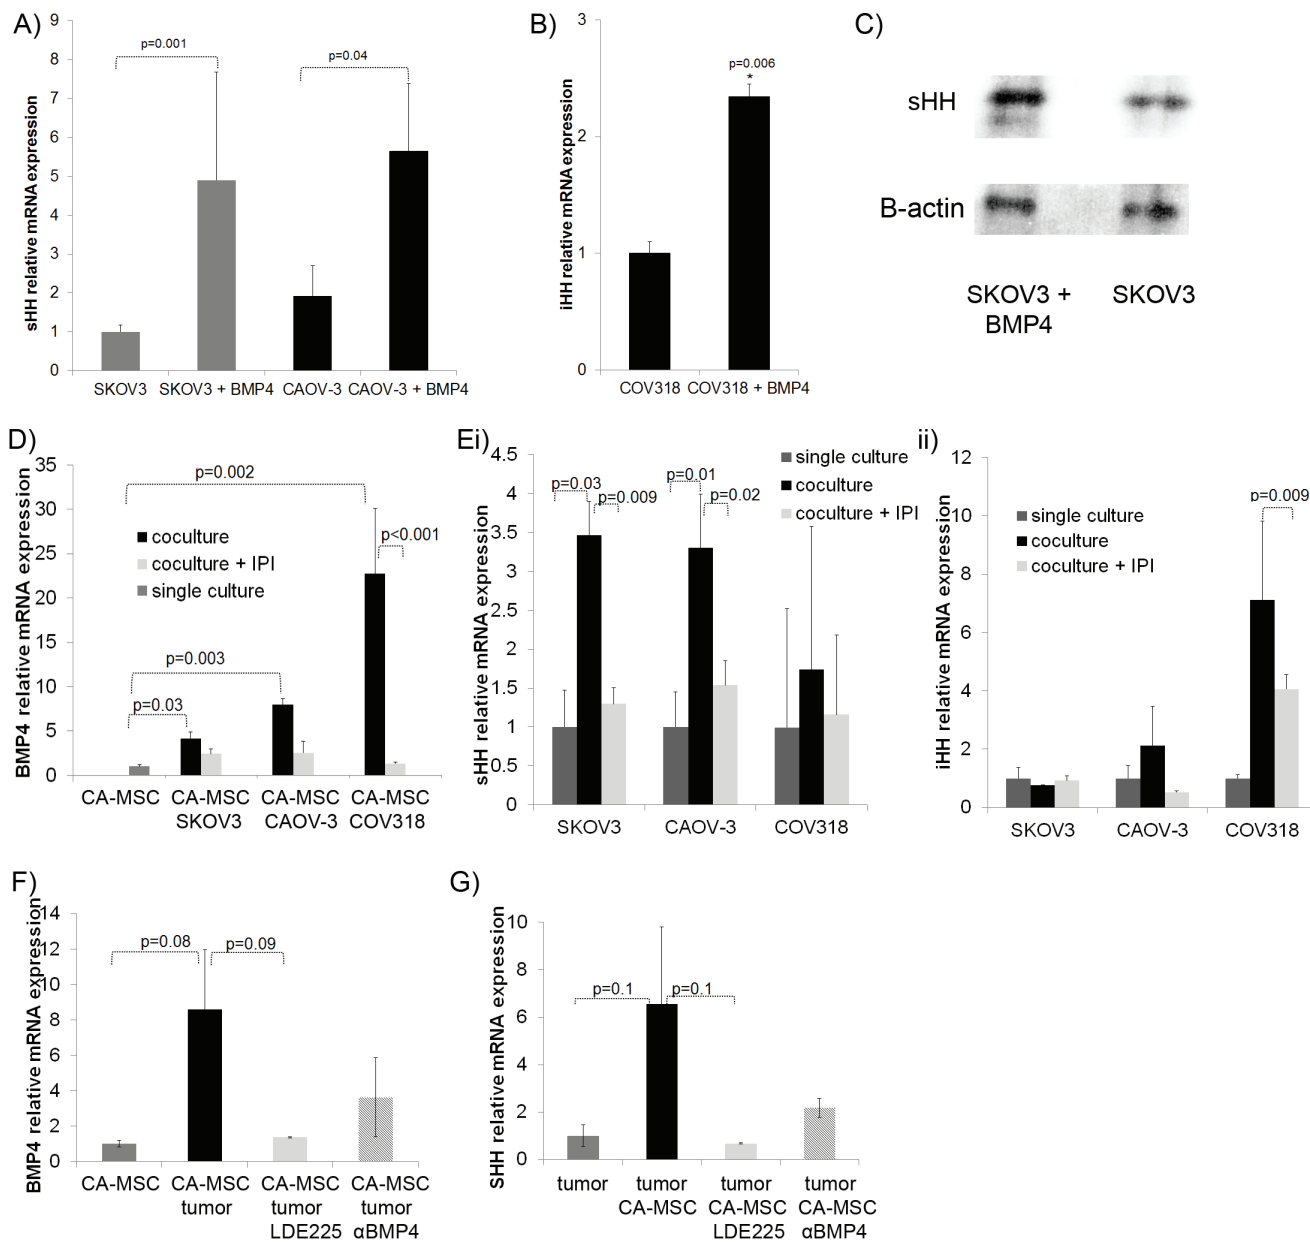 A)
sHH relative mRNA expression
9
8
7
6
5
4
3
2
1
0
p=0.001
p=0.04
SKOV3 SKOV3 + BMP4 CAOV-3 CAOV-3 + BMP4
B)
iHH relative mRNA expression
3
2
1
0
p=0.006
*
COV318 COV318 + BMP4
C)
sHH
B-actin
SKOV3 + SKOV3
BMP4
D)
BMP4 relative mRNA expression
35
30
25
20
15
10
5
0
p=0.002
coculture
coculture + IPI
single culture
p<0.001
p=0.003
p=0.03
CA-MSC CA-MSC CA-MSC CA-MSC
SKOV3 CAOV-3 COV318
Ei)
sHH relative mRNA expression
4.5
4
3.5
3
2.5
2
1.5
1
0.5
0
single culture
coculture
coculture + IPI
p=0.03
p=0.009
p=0.01
p=0.02
SKOV3 CAOV-3 COV318
ii)
iHH relative mRNA expression
12
10
8
6
4
2
0
single culture
coculture
coculture + IPI
p=0.009
SKOV3 CAOV-3 COV318
F)
BMP4 relative mRNA expression
14
12
10
8
6
4
2
0
p=0.08
p=0.09
CA-MSC CA-MSC CA-MSC CA-MSC
tumor tumor tumor
LDE225 αBMP4
G)
SHH relative mRNA expression
10
8
6
4
2
0
p=0.1
p=0.1
tumor tumor tumor tumor
CA-MSC CA-MSC CA-MSC
LDE225 αBMP4